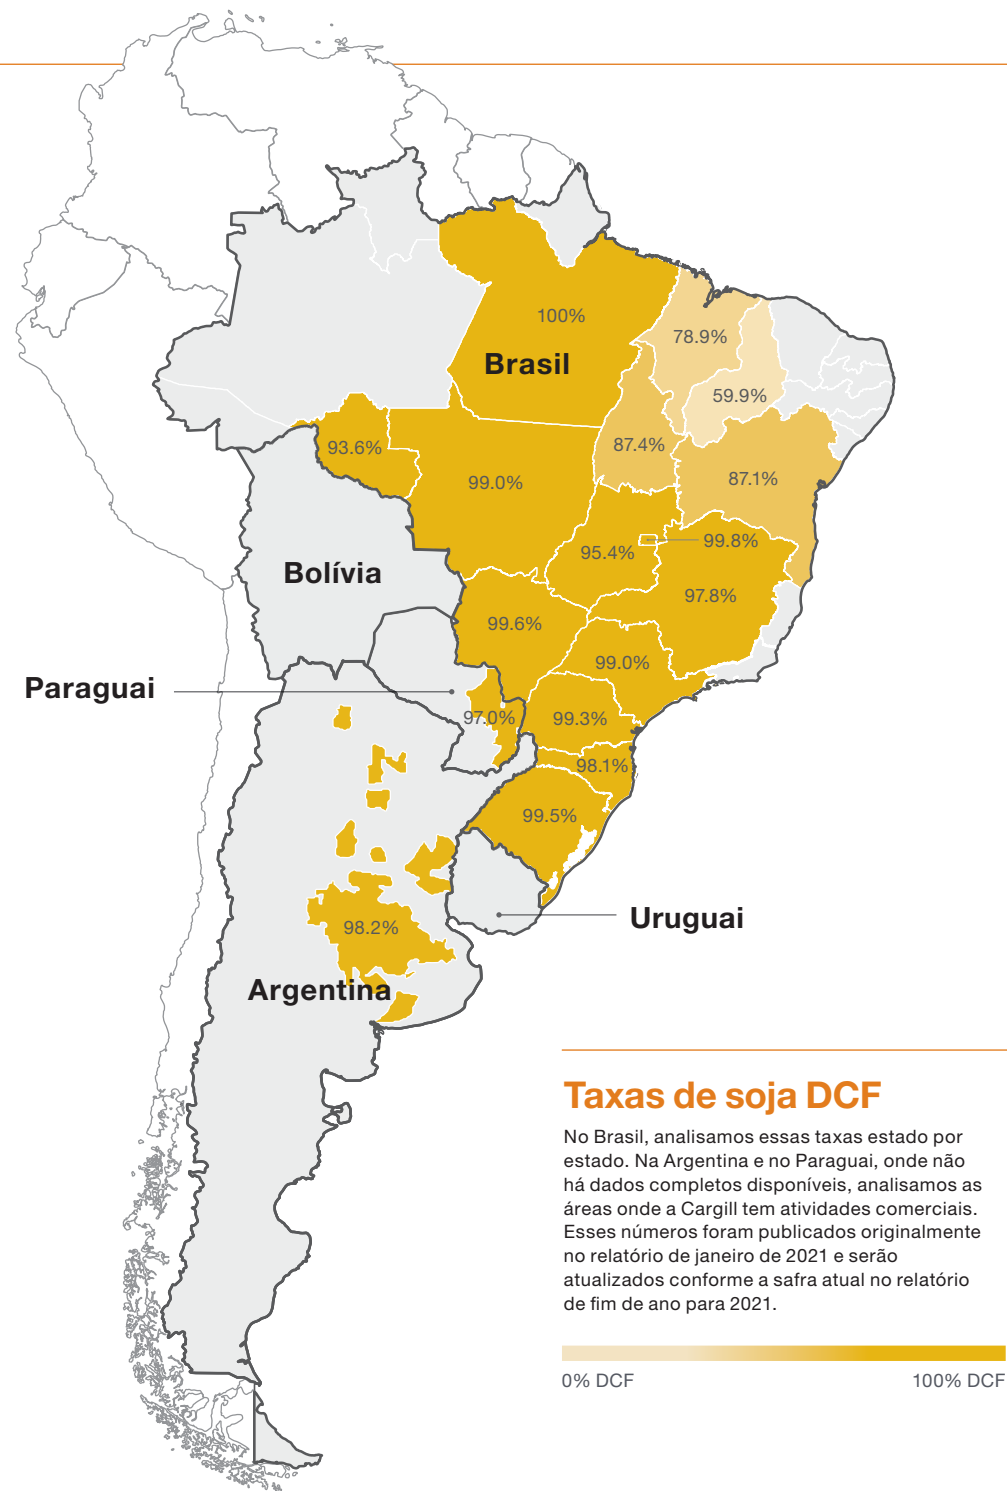 100%
78.9%
Brasil
59.9%
87.4%
93.6%
87.1%
99.0%
99.8%
95.4%
Bolívia
97.8%
99.6%
99.0%
Paraguai
97.0%
99.3%
98.1%
99.5%
Uruguai
98.2%
Argentina
Taxas de soja DCF
No Brasil, analisamos essas taxas estado por
estado. Na Argentina e no Paraguai, onde não
há dados completos disponíveis, analisamos as
áreas onde a Cargill tem atividades comerciais.
Esses números foram publicados originalmente
no relatório de janeiro de 2021 e serão
atualizados conforme a safra atual no relatório
de fim de ano para 2021.
0% DCF
100% DCF